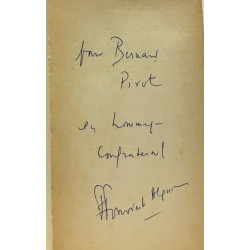 pour Bernard
Pivot
en hommage
confraternel